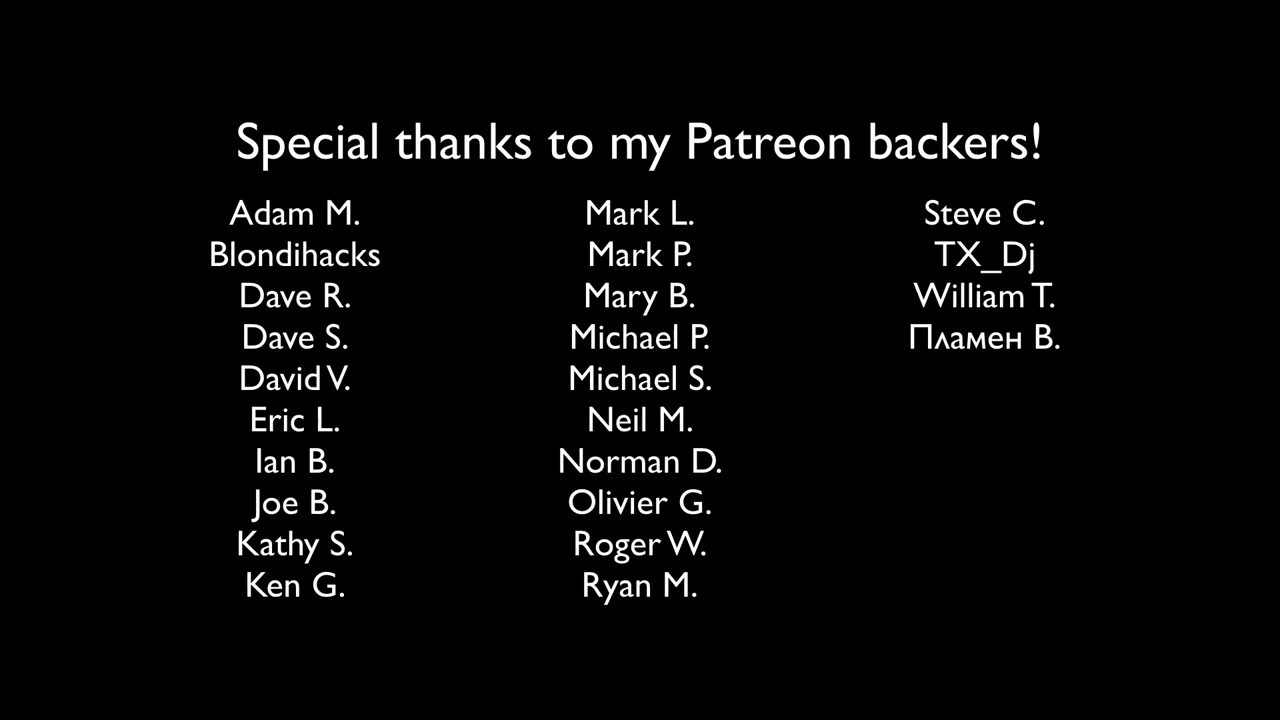 Special thanks to my Patreon backers!
Adam M.
Blondihacks
Dave R.
Dave S.
David V.
Eric L.
Ian B.
Joe B.
Kathy S.
Ken G.
Mark L.
Mark P.
Mary B.
Michael P.
Michael S.
Neil M.
Norman D.
Olivier G.
Roger W.
Ryan M.
Steve C.
TX_Dj
William T.
Пламен В.